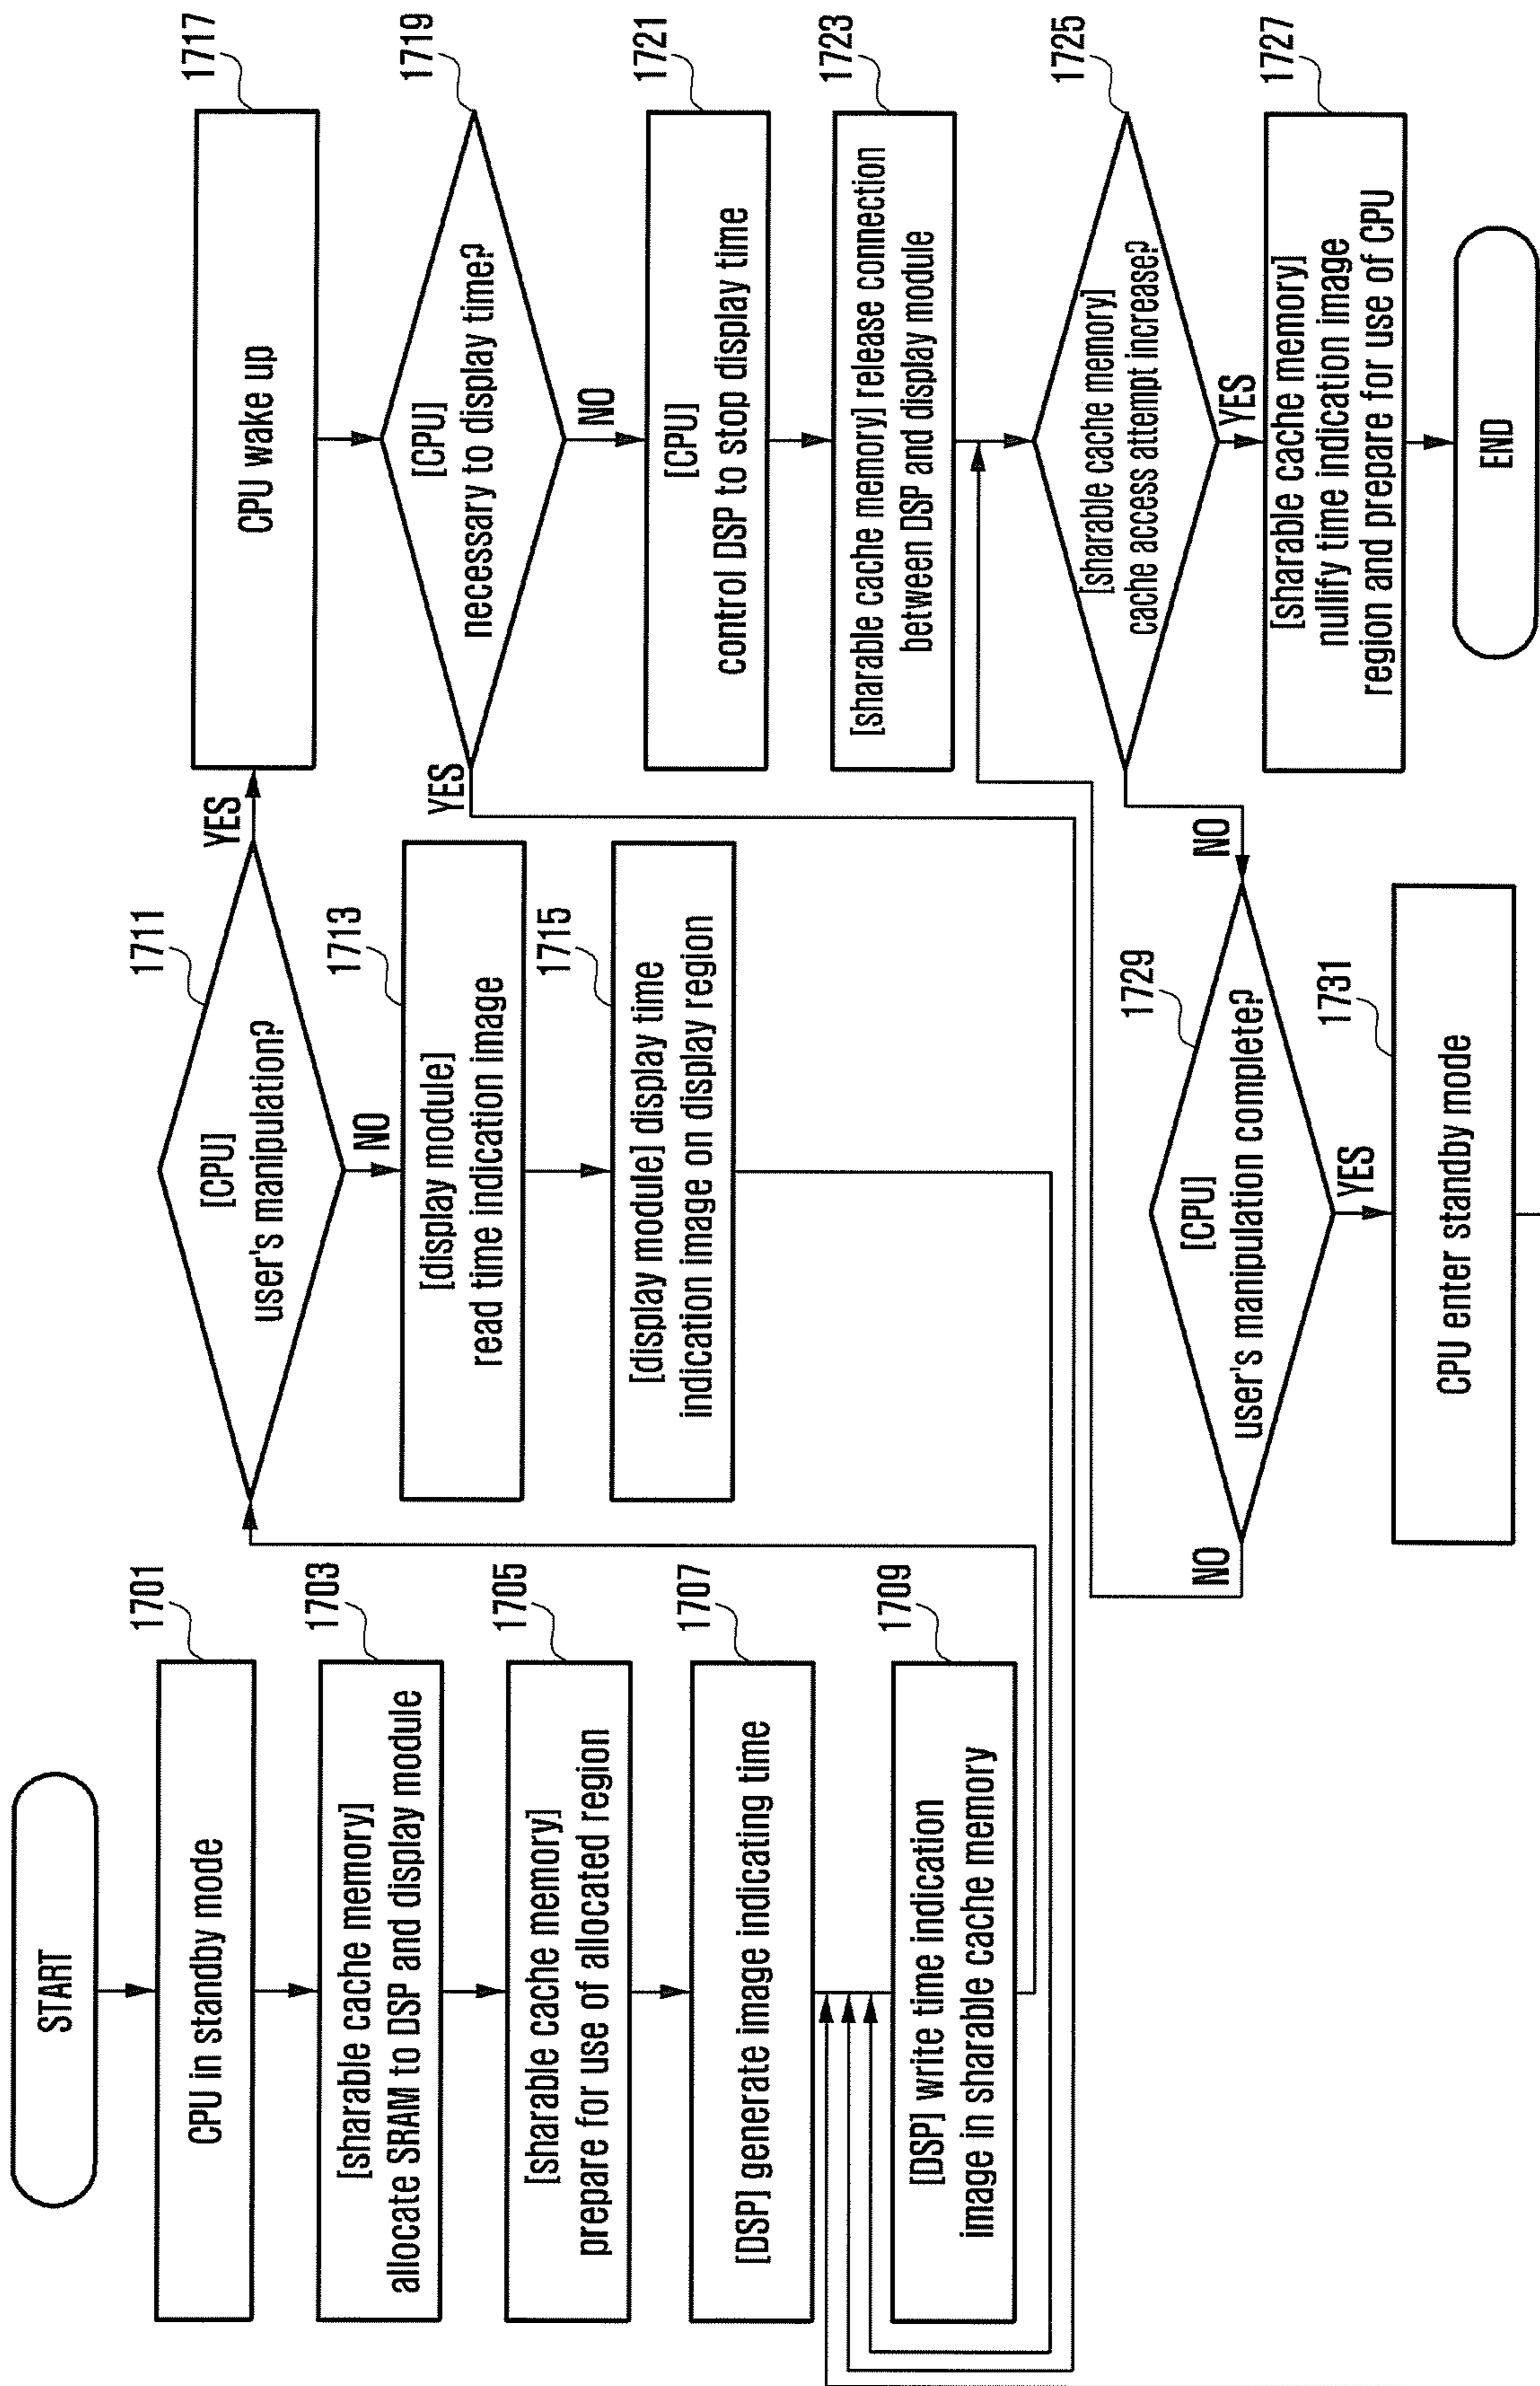 START
1701
CPU in standby mode
1703
[sharable cache memory]
allocate SRAM to DSP and display module
1705
[sharable cache memory]
prepare for use of allocated region
1707
[DSP] generate image indicating time
1709
[DSP] write time indication
image in sharable cache memory
1711
[CPU]
user's manipulation?
YES
NO
1713
[display module]
read time indication image
1715
[display module] display time
indication image on display region
1717
CPU wake up
1719
[CPU]
necessary to display time?
YES
NO
1721
[CPU]
control DSP to stop display time
1723
[sharable cache memory] release connection
between DSP and display module
1725
[sharable cache memory]
cache access attempt increase?
NO
YES
1727
[sharable cache memory]
nullify time indication image
region and prepare for use of CPU
END
1729
[CPU]
user's manipulation complete?
NO
YES
1731
CPU enter standby mode